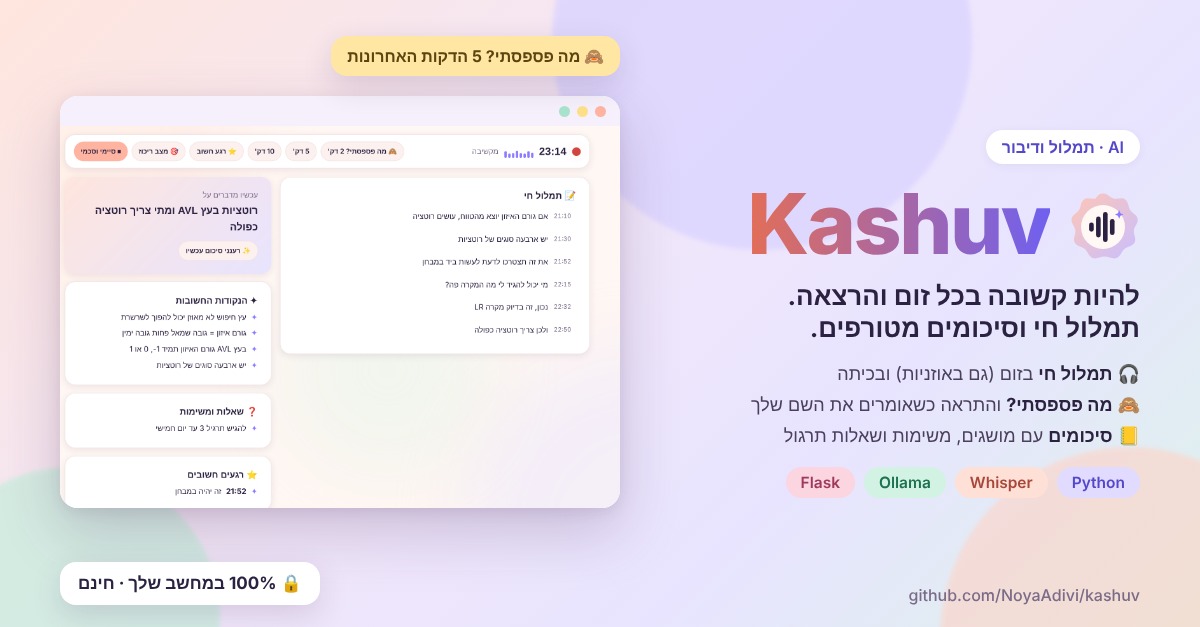 🙈 מה פספסתי? 5 הדקות האחרונות
AI · תמלול ודיבור
Kashuv
להיות קשובה בכל זום והרצאה.
תמלול חי וסיכומים מטורפים.
🎧 תמלול חי בזום (גם באוזניות) ובכיתה
🙈 מה פספסתי? והתראה כשאומרים את השם שלך
📒 סיכומים עם מושגים, משימות ושאלות תרגול
Python Whisper Ollama Flask
github.com/NoyaAdivi/kashuv
23:14 מקשיבה
🙈 מה פספסתי? 2 דק' 5 דק' 10 דק' ⭐ רגע חשוב 🎯 מצב ריכוז ⏹ סיימי וסכמי
📝 תמלול חי
21:10 אם גורם האיזון יוצא מהטווח, עושים רוטציה
21:30 יש ארבעה סוגים של רוטציות
21:52 את זה תצטרכו לדעת לעשות ביד במבחן
22:15 מי יכול להגיד לי מה המקרה פה?
22:32 נכון, זה בדיוק מקרה LR
22:50 ולכן צריך רוטציה כפולה
עכשיו מדברים על
רוטציות בעץ AVL ומתי צריך רוטציה
כפולה
✨ רענני סיכום עכשיו
✦ הנקודות החשובות
עץ חיפוש לא מאוזן יכול להפוך לשרשרת
גורם איזון = גובה שמאל פחות גובה ימין
בעץ AVL גורם האיזון תמיד 1-, 0 או 1
יש ארבעה סוגים של רוטציות
❓ שאלות ומשימות
להגיש תרגיל 3 עד יום חמישי
⭐ רגעים חשובים
21:52 זה יהיה במבחן
🔒 100% במחשב שלך · חינם